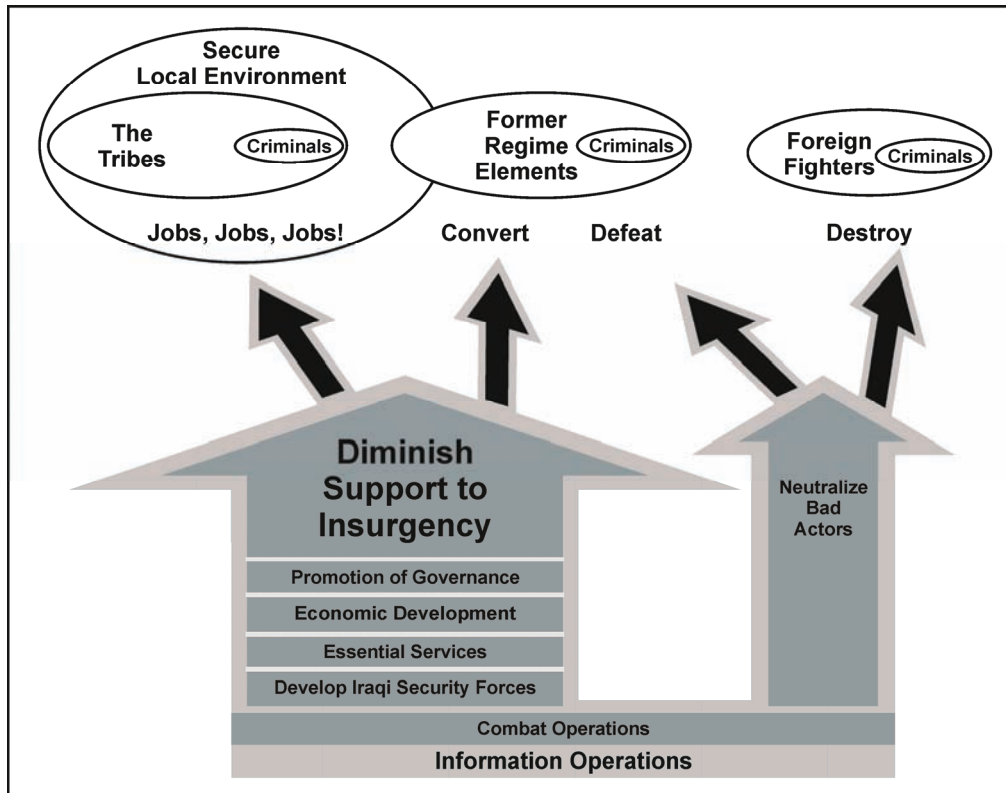 Secure
Local Environment
The
Tribes
Criminals
Former
Regime
Elements
Criminals
Foreign
Fighters
Criminals
Jobs, Jobs, Jobs!
Convert
Defeat
Destroy
Diminish
Support to
Insurgency
Promotion of Governance
Economic Development
Essential Services
Develop Iraqi Security Forces
Neutralize
Bad
Actors
Combat Operations
Information Operations